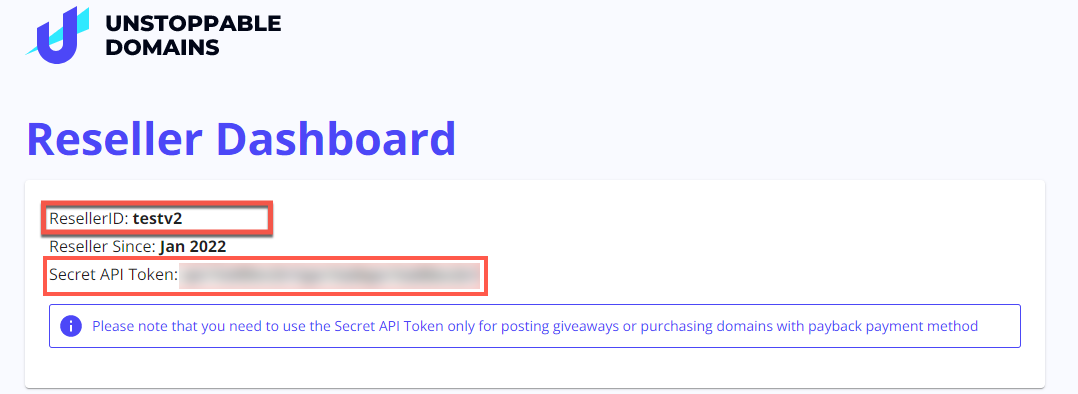 UNSTOPPABLE
DOMAINS
Reseller Dashboard
ResellerID: testv2
Reseller Since: Jan 2022
Secret API Token:
Please note that you need to use the Secret API Token only for posting giveaways or purchasing domains with payback payment method